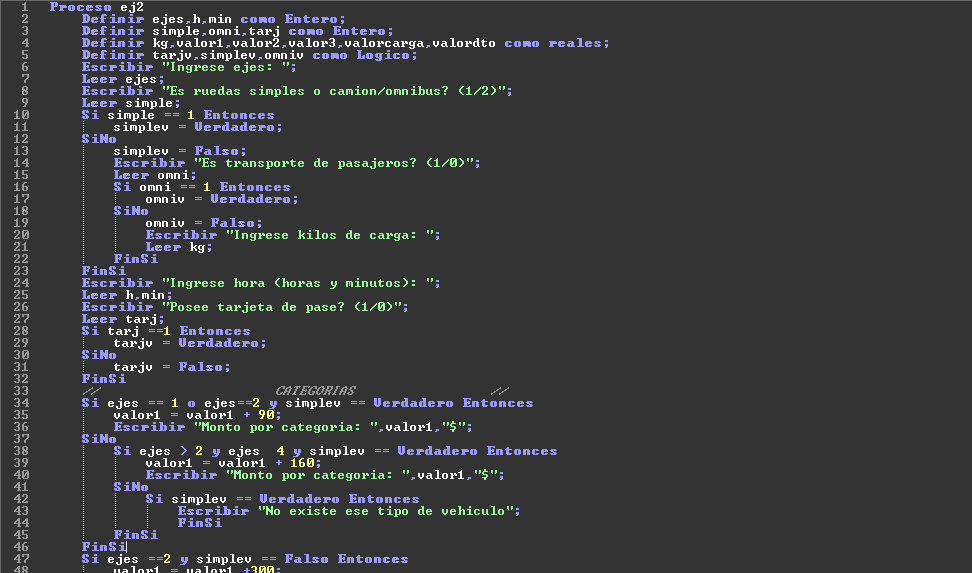 1 Proceso ej2
2 Definir ejes,h,min como Entero;
3 Definir simple,omni,tarj como Entero;
4 Definir kg,valor1,valor2,valor3,valorcarga,valordto como reales;
5 Definir tarjv,simplev,omniv como Logico;
6 Escribir "Ingrese ejes: ";
7 Leer ejes;
8 Escribir "Es ruedas simples o camion/omnibus? (1/2)";
9 Leer simple;
10 Si simple == 1 Entonces
11 simplev = Verdadero;
12 SiNo
13 simplev = Falso;
14 Escribir "Es transporte de pasajeros? (1/0)";
15 Leer omni;
16 Si omni == 1 Entonces
17 omniv = Verdadero;
18 SiNo
19 omniv = Falso;
20 Escribir "Ingrese kilos de carga: ";
21 Leer kg;
22 FinSi
23 FinSi
24 Escribir "Ingrese hora (horas y minutos): ";
25 Leer h,min;
26 Escribir "Posee tarjeta de pase? (1/0)";
27 Leer tarj;
28 Si tarj ==1 Entonces
29 tarjv = Verdadero;
30 SiNo
31 tarjv = Falso;
32 FinSi
33 // CATEGORIAS //
34 Si ejes == 1 o ejes==2 y simplev == Verdadero Entonces
35 valor1 = valor1 + 90;
36 Escribir "Monto por categoria: ",valor1,"$";
37 SiNo
38 Si ejes > 2 y ejes 4 y simplev == Verdadero Entonces
39 valor1 = valor1 + 160;
40 Escribir "Monto por categoria: ",valor1,"$";
41 SiNo
42 Si simplev == Verdadero Entonces
43 Escribir "No existe ese tipo de vehiculo";
44 FinSi
45 FinSi
46 FinSi
47 Si ejes ==2 y simplev == Falso Entonces
48 valor1 = valor1 +300;